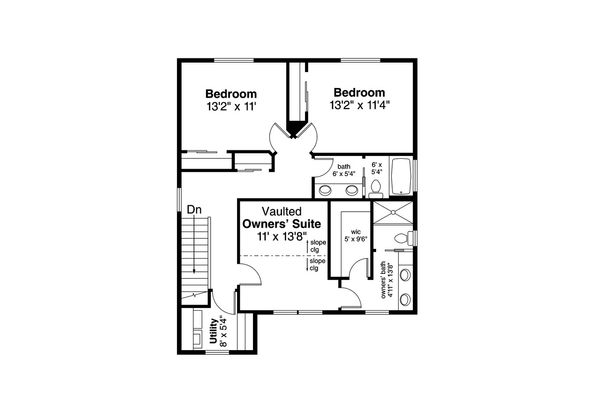 Bedroom
13'2" x 11'
Bedroom
13'2" x 11'4"
bath
6' x 5'4"
6' x
5'4"
Dn
Vaulted
Owners' Suite
11' x 13'8"
slope
clg
slope
clg
wic
5' x 9'6"
owners' bath
4'11" x 13'8"
Utility
8' x 5'4"